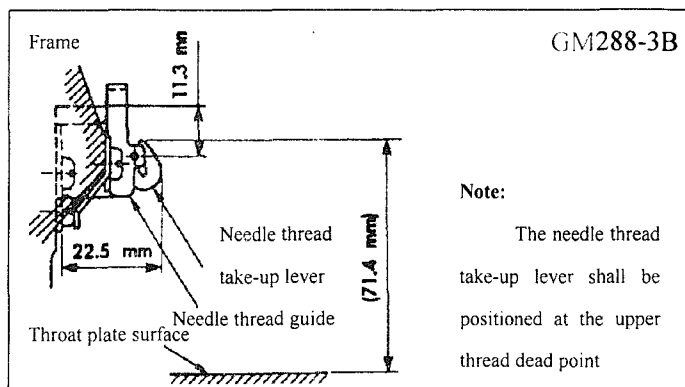 Frame
GM288-3B
11.3 mm
22.5 mm
(71.4 mm)
Needle thread
take-up lever
Needle thread guide
Throat plate surface
Note:
The needle thread
take-up lever shall be
positioned at the upper
thread dead point